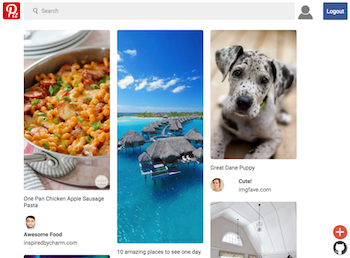 Search
Logout
One Pan Chicken Apple Sausage
Pasta
Awesome Food
inspiredbycharm.com
10 amazing places to see one day.
Great Dane Puppy
Cute!
imgfave.com